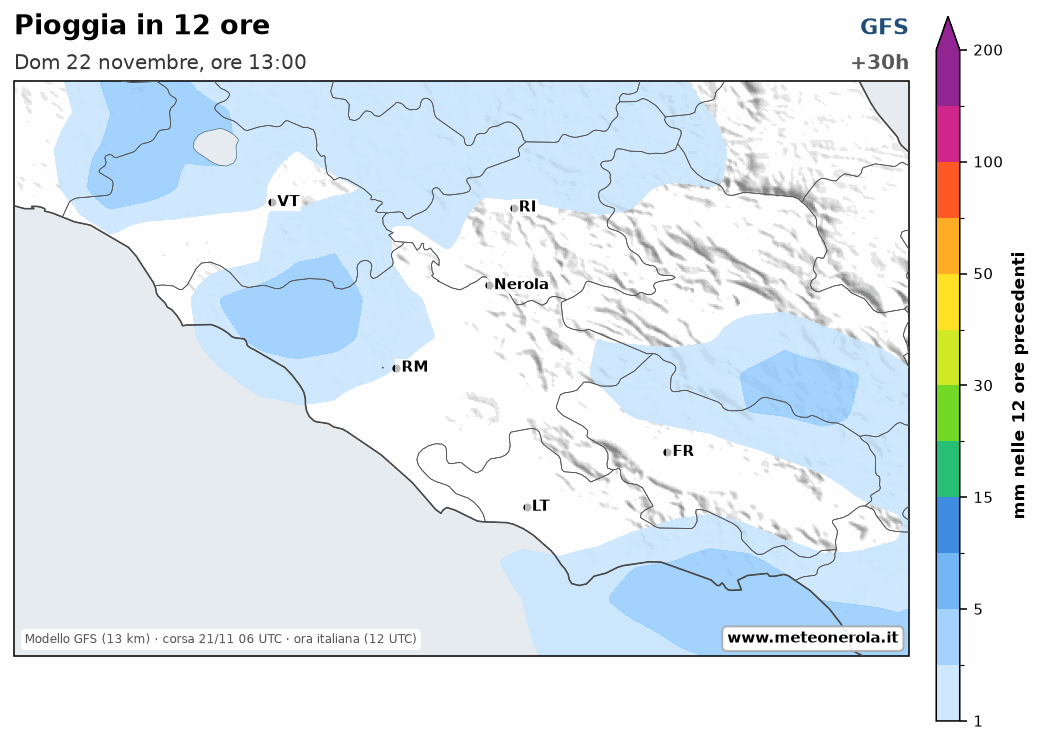 Pioggia in 12 ore
GFS
Dom 22 novembre, ore 13:00
+30h
200
100
50
30
15
5
1
mm nelle 12 ore precedenti
VT
RI
Nerola
RM
FR
LT
Modello GFS (13 km) · corsa 21/11 06 UTC · ora italiana (12 UTC)
www.meteonerola.it